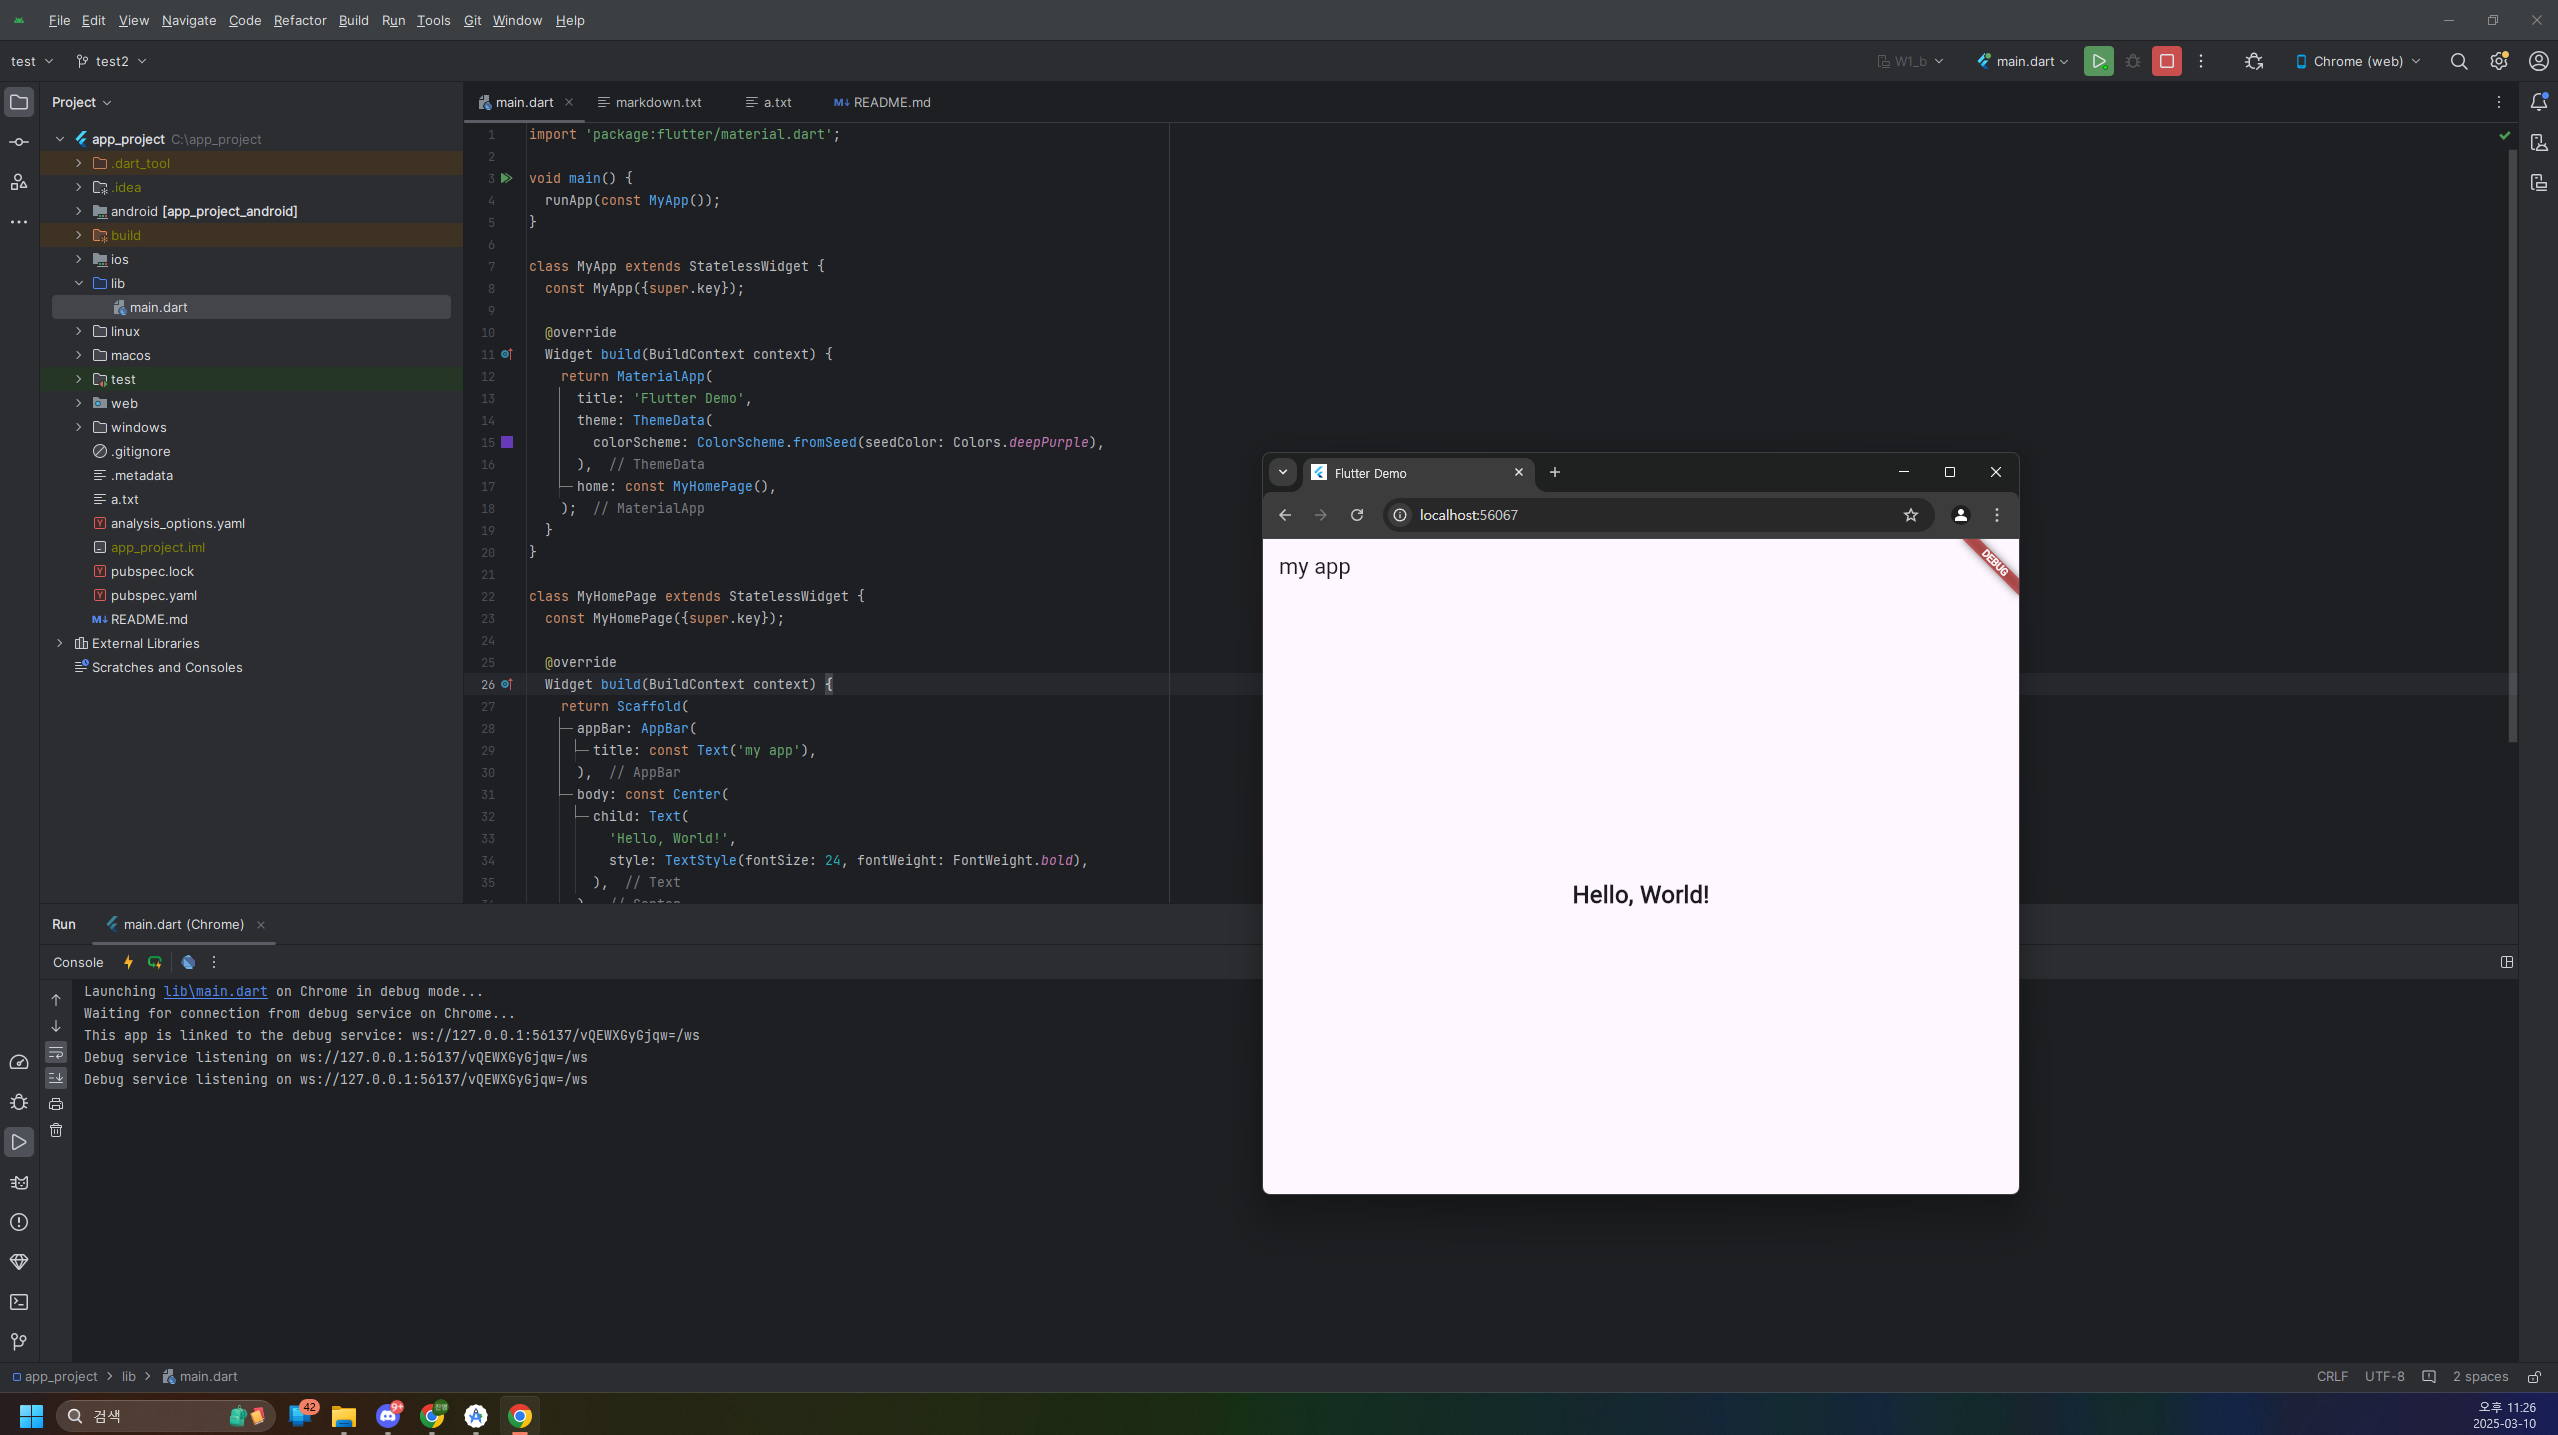 File Edit View Navigate Code Refactor Build Run Tools Git Window Help
test test2 W1_b main.dart Chrome (web)
Project
app_project C:\app_project
.dart_tool
.idea
android [app_project_android]
build
ios
lib
main.dart
linux
macos
test
web
windows
.gitignore
.metadata
a.txt
analysis_options.yaml
app_project.iml
pubspec.lock
pubspec.yaml
README.md
External Libraries
Scratches and Consoles
main.dart markdown.txt a.txt README.md
1 import 'package:flutter/material.dart';
2
3 void main() {
4 runApp(const MyApp());
5 }
6
7 class MyApp extends StatelessWidget {
8 const MyApp({super.key});
9
10 @override
11 Widget build(BuildContext context) {
12 return MaterialApp(
13 title: 'Flutter Demo',
14 theme: ThemeData(
15 colorScheme: ColorScheme.fromSeed(seedColor: Colors.deepPurple),
16 ), // ThemeData
17 home: const MyHomePage(),
18 ); // MaterialApp
19 }
20 }
21
22 class MyHomePage extends StatelessWidget {
23 const MyHomePage({super.key});
24
25 @override
26 Widget build(BuildContext context) {
27 return Scaffold(
28 appBar: AppBar(
29 title: const Text('my app'),
30 ), // AppBar
31 body: const Center(
32 child: Text(
33 'Hello, World!',
34 style: TextStyle(fontSize: 24, fontWeight: FontWeight.bold),
35 ), // Text
Flutter Demo
localhost:56067
my app
DEBUG
Hello, World!
Run main.dart (Chrome)
Console
Launching lib\main.dart on Chrome in debug mode...
Waiting for connection from debug service on Chrome...
This app is linked to the debug service: ws://127.0.0.1:56137/vQEWXGyGjqw=/ws
Debug service listening on ws://127.0.0.1:56137/vQEWXGyGjqw=/ws
Debug service listening on ws://127.0.0.1:56137/vQEWXGyGjqw=/ws
app_project lib main.dart
CRLF UTF-8 2 spaces
검색
42
9+
오후 11:26
2025-03-10